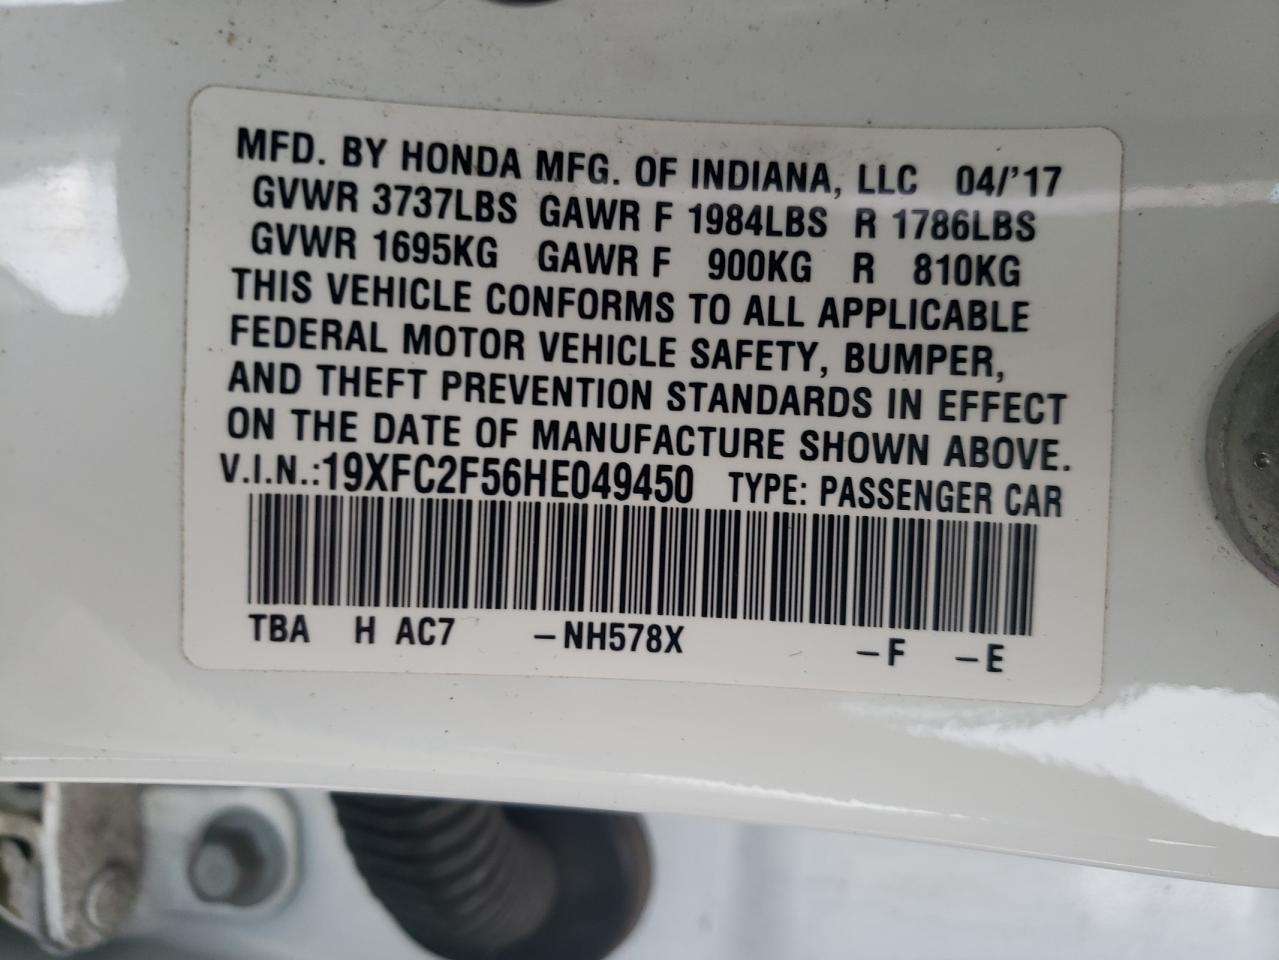 MFD. BY HONDA MFG. OF INDIANA, LLC 04/'17
GVWR 3737LBS GAWR F 1984LBS R 1786LBS
GVWR 1695KG GAWR F 900KG R 810KG
THIS VEHICLE CONFORMS TO ALL APPLICABLE
FEDERAL MOTOR VEHICLE SAFETY, BUMPER,
AND THEFT PREVENTION STANDARDS IN EFFECT
ON THE DATE OF MANUFACTURE SHOWN ABOVE.
V.I.N.:19XFC2F56HE049450 TYPE: PASSENGER CAR
TBA H AC7 –NH578X –F –E